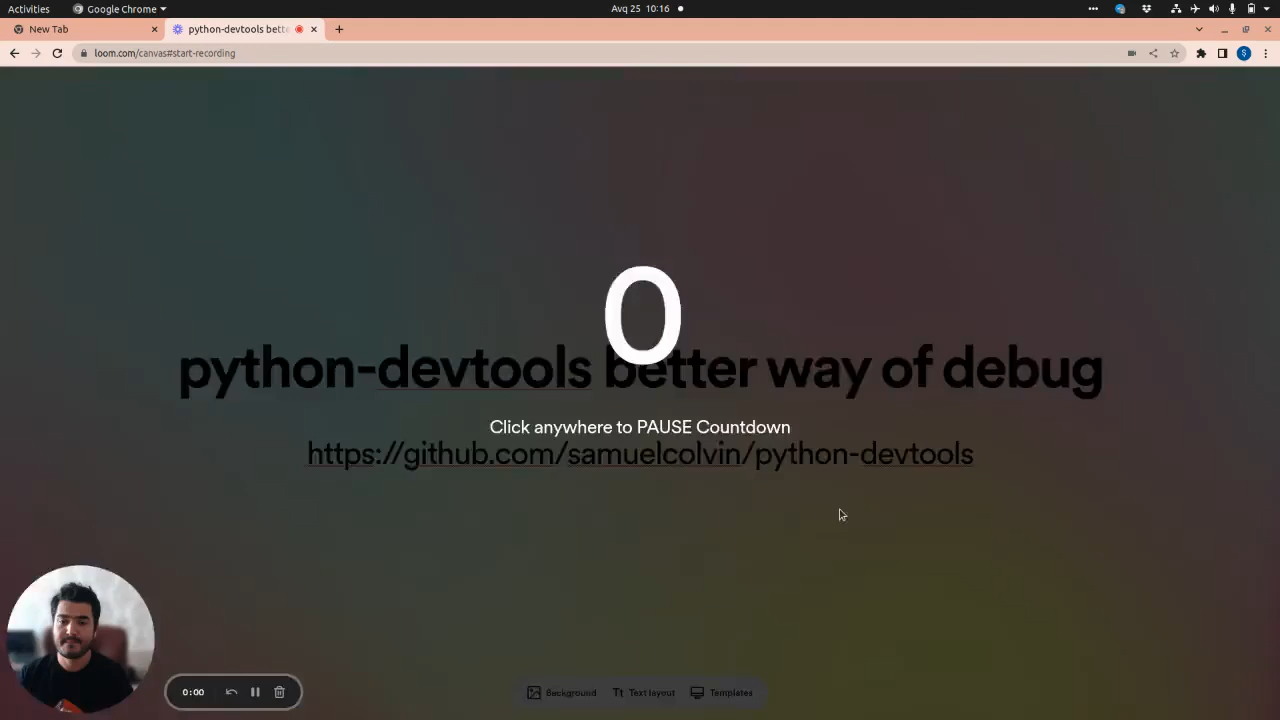 Activities
Google Chrome
Avq 25 10:16
New Tab
python-devtools bett
loom.com/canvas#start-recording
0
python-devtools better way of debug
Click anywhere to PAUSE Countdown
https://github.com/samuelcolvin/python-devtools
0:00
Background
Text layout
Templates